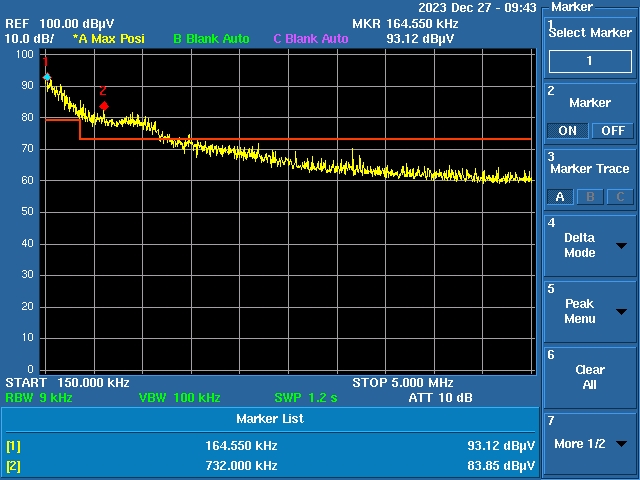 2023 Dec 27 - 09:43
REF 100.00 dBµV
MKR 164.550 kHz
10.0 dB/
*A Max Posi
B Blank Auto
C Blank Auto
93.12 dBµV
100
90
80
70
60
50
40
30
20
10
0
1
2
START 150.000 kHz
STOP 5.000 MHz
RBW 9 kHz
VBW 100 kHz
SWP 1.2 s
ATT 10 dB
Marker List
[1] 164.550 kHz 93.12 dBµV
[2] 732.000 kHz 83.85 dBµV
Marker
1
Select Marker
1
2
Marker
ON OFF
3
Marker Trace
A B C
4
Delta
Mode
5
Peak
Menu
6
Clear
All
7
More 1/2